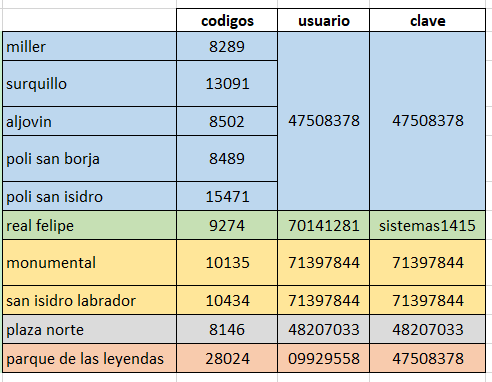 codigos usuario clave
miller 8289
surquillo 13091
aljovin 8502 47508378 47508378
poli san borja 8489
poli san isidro 15471
real felipe 9274 70141281 sistemas1415
monumental 10135 71397844 71397844
san isidro labrador 10434 71397844 71397844
plaza norte 8146 48207033 48207033
parque de las leyendas 28024 09929558 47508378